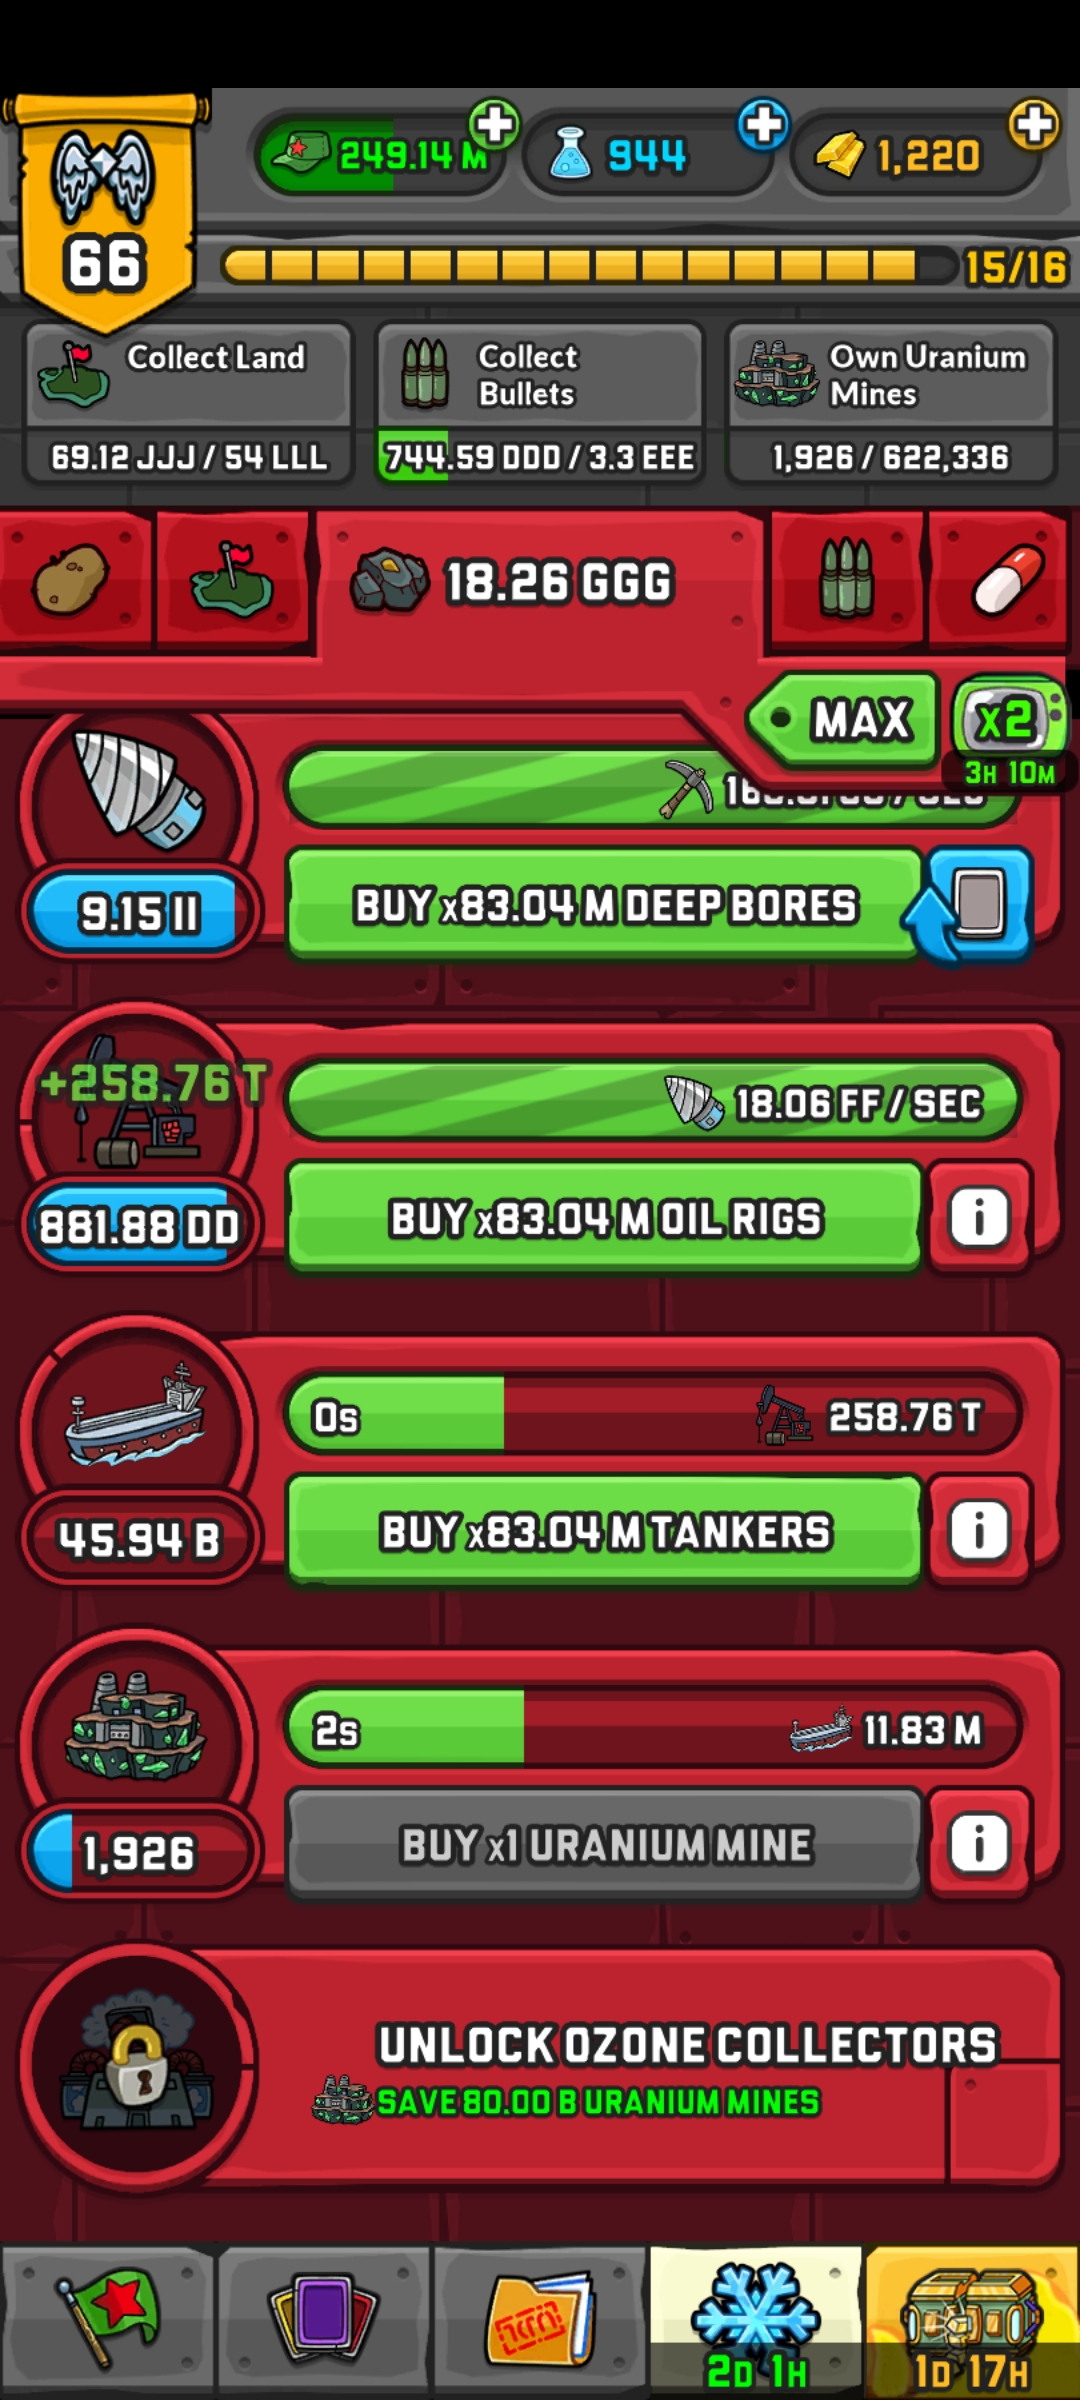 249.14 M
944
1,220
66
15/16
Collect Land
69.12 JJJ / 54 LLL
Collect
Bullets
744.59 DDD / 3.3 EEE
Own Uranium
Mines
1,926 / 622,336
18.26 GGG
MAX
x2
3H 10M
9.15 II
BUY x83.04 M DEEP BORES
+258.76 T
18.06 FF / SEC
881.88 DD
BUY x83.04 M OIL RIGS
i
0s
258.76 T
45.94 B
BUY x83.04 M TANKERS
i
2s
11.83 M
1,926
BUY x1 URANIUM MINE
i
UNLOCK OZONE COLLECTORS
SAVE 80.00 B URANIUM MINES
2D 1H
1D 17H